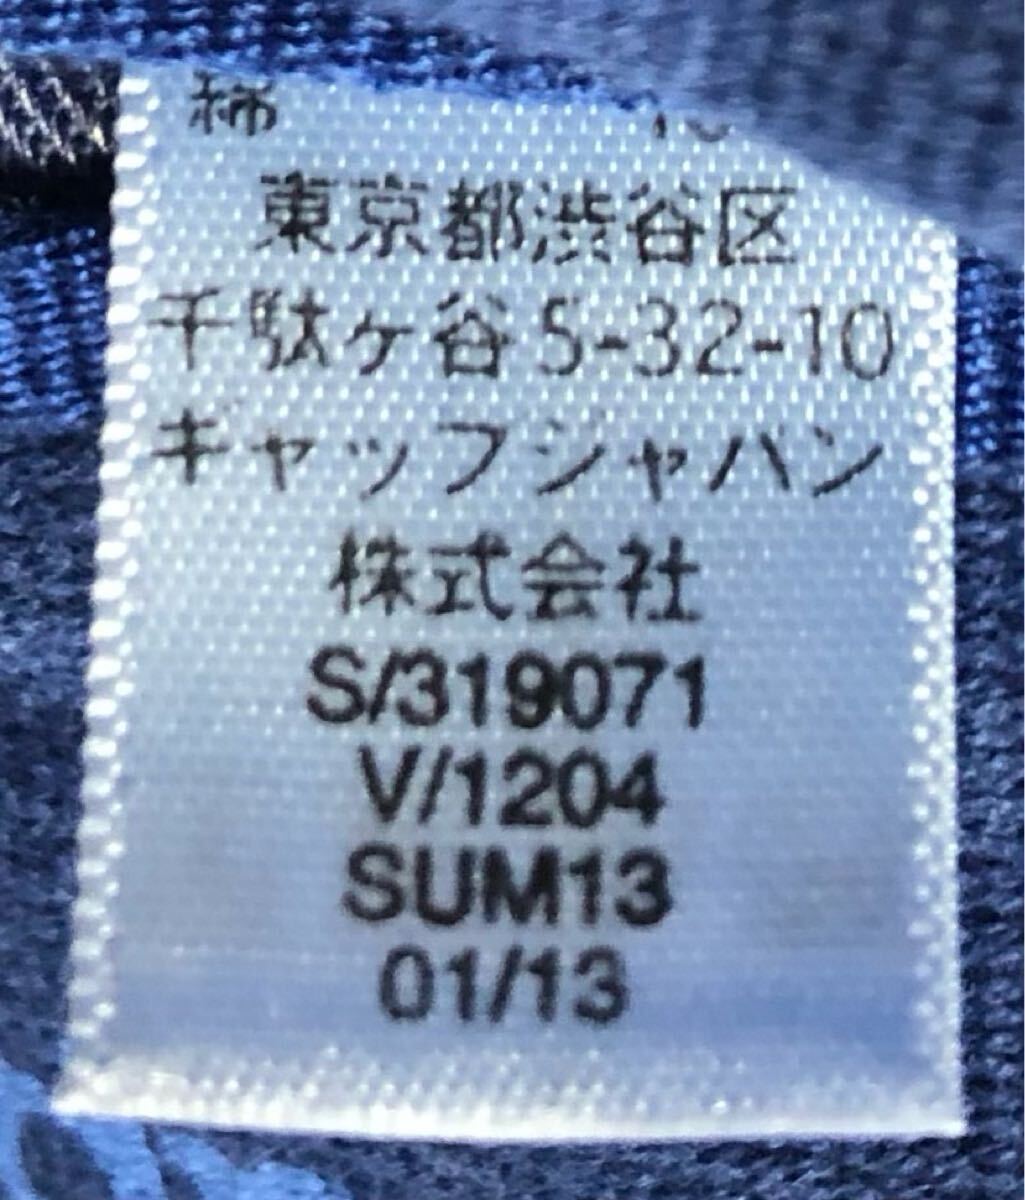 東京都渋谷区
千駄ヶ谷5-32-10
ギャップジャパン
株式会社
S/319071
V/1204
SUM13
01/13